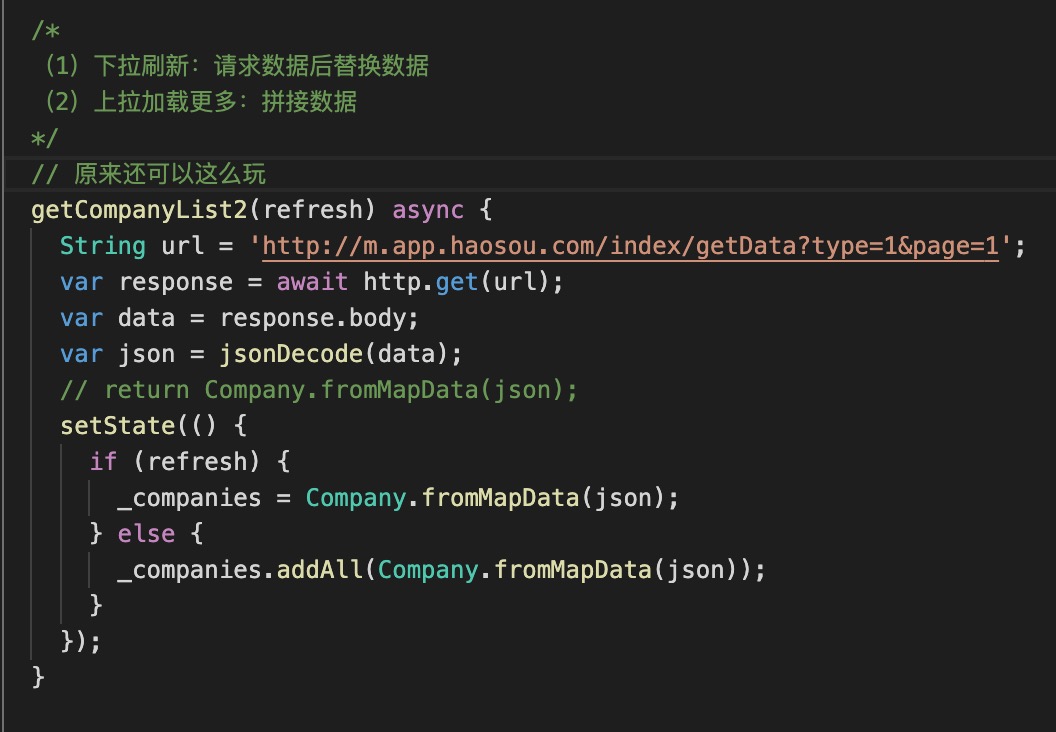 /*
（1）下拉刷新：请求数据后替换数据
（2）上拉加载更多：拼接数据
*/
// 原来还可以这么玩
getCompanyList2(refresh) async {
  String url = 'http://m.app.haosou.com/index/getData?type=1&page=1';
  var response = await http.get(url);
  var data = response.body;
  var json = jsonDecode(data);
  // return Company.fromMapData(json);
  setState(() {
    if (refresh) {
      _companies = Company.fromMapData(json);
    } else {
      _companies.addAll(Company.fromMapData(json));
    }
  });
}